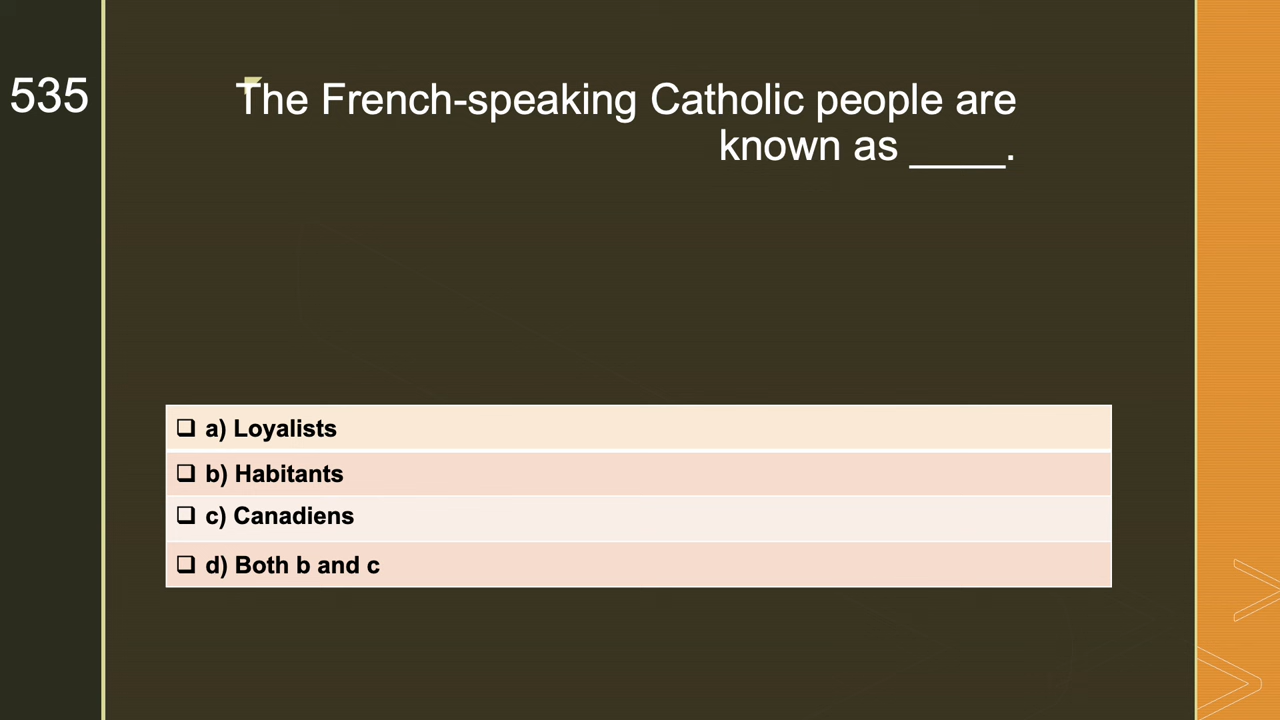 535
The French-speaking Catholic people are
known as ____.
❑ a) Loyalists
❑ b) Habitants
❑ c) Canadiens
❑ d) Both b and c